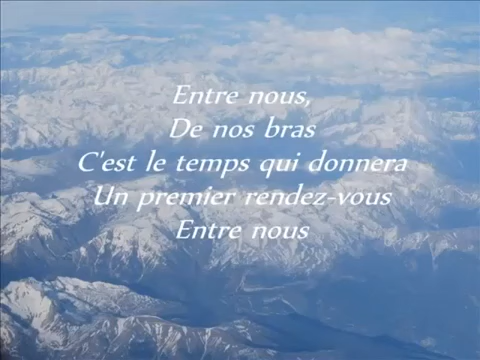 Entre nous,
De nos bras
C'est le temps qui donnera
Un premier rendez-vous
Entre nous